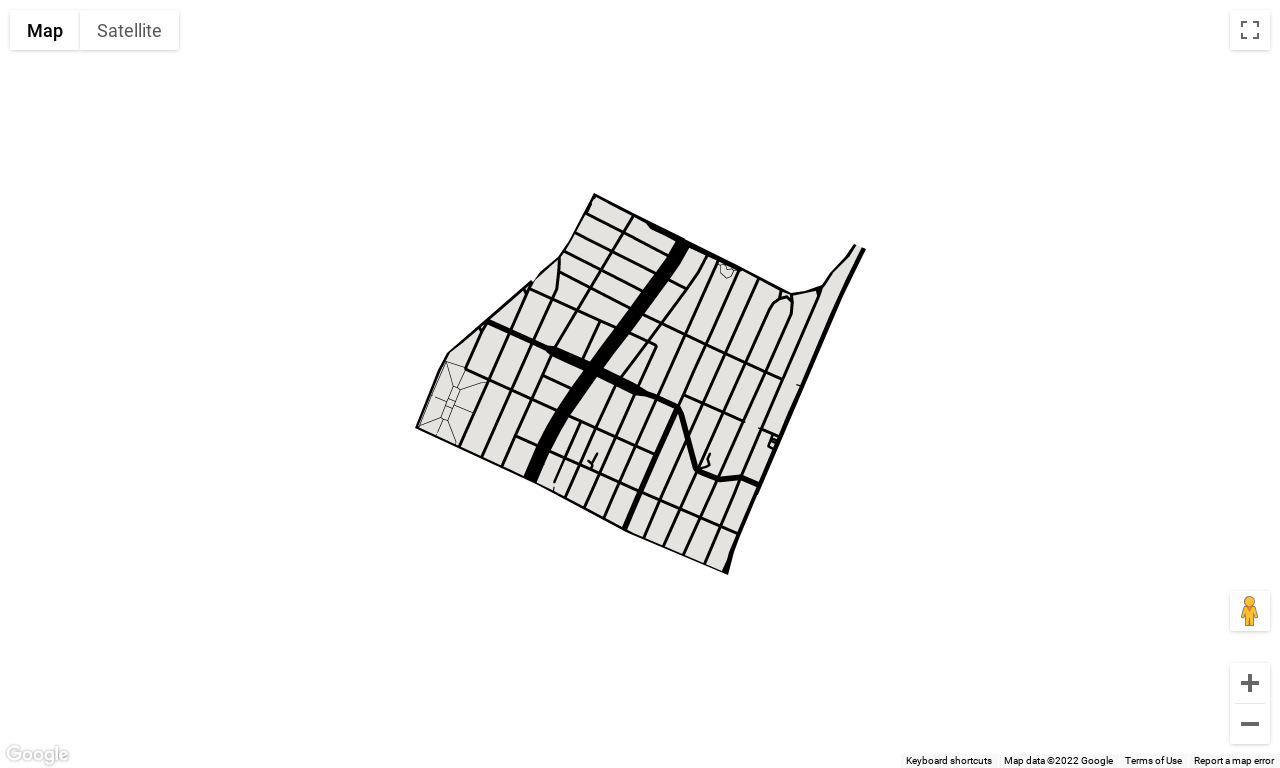 Map
Satellite
Google
Keyboard shortcuts
Map data ©2022 Google
Terms of Use
Report a map error